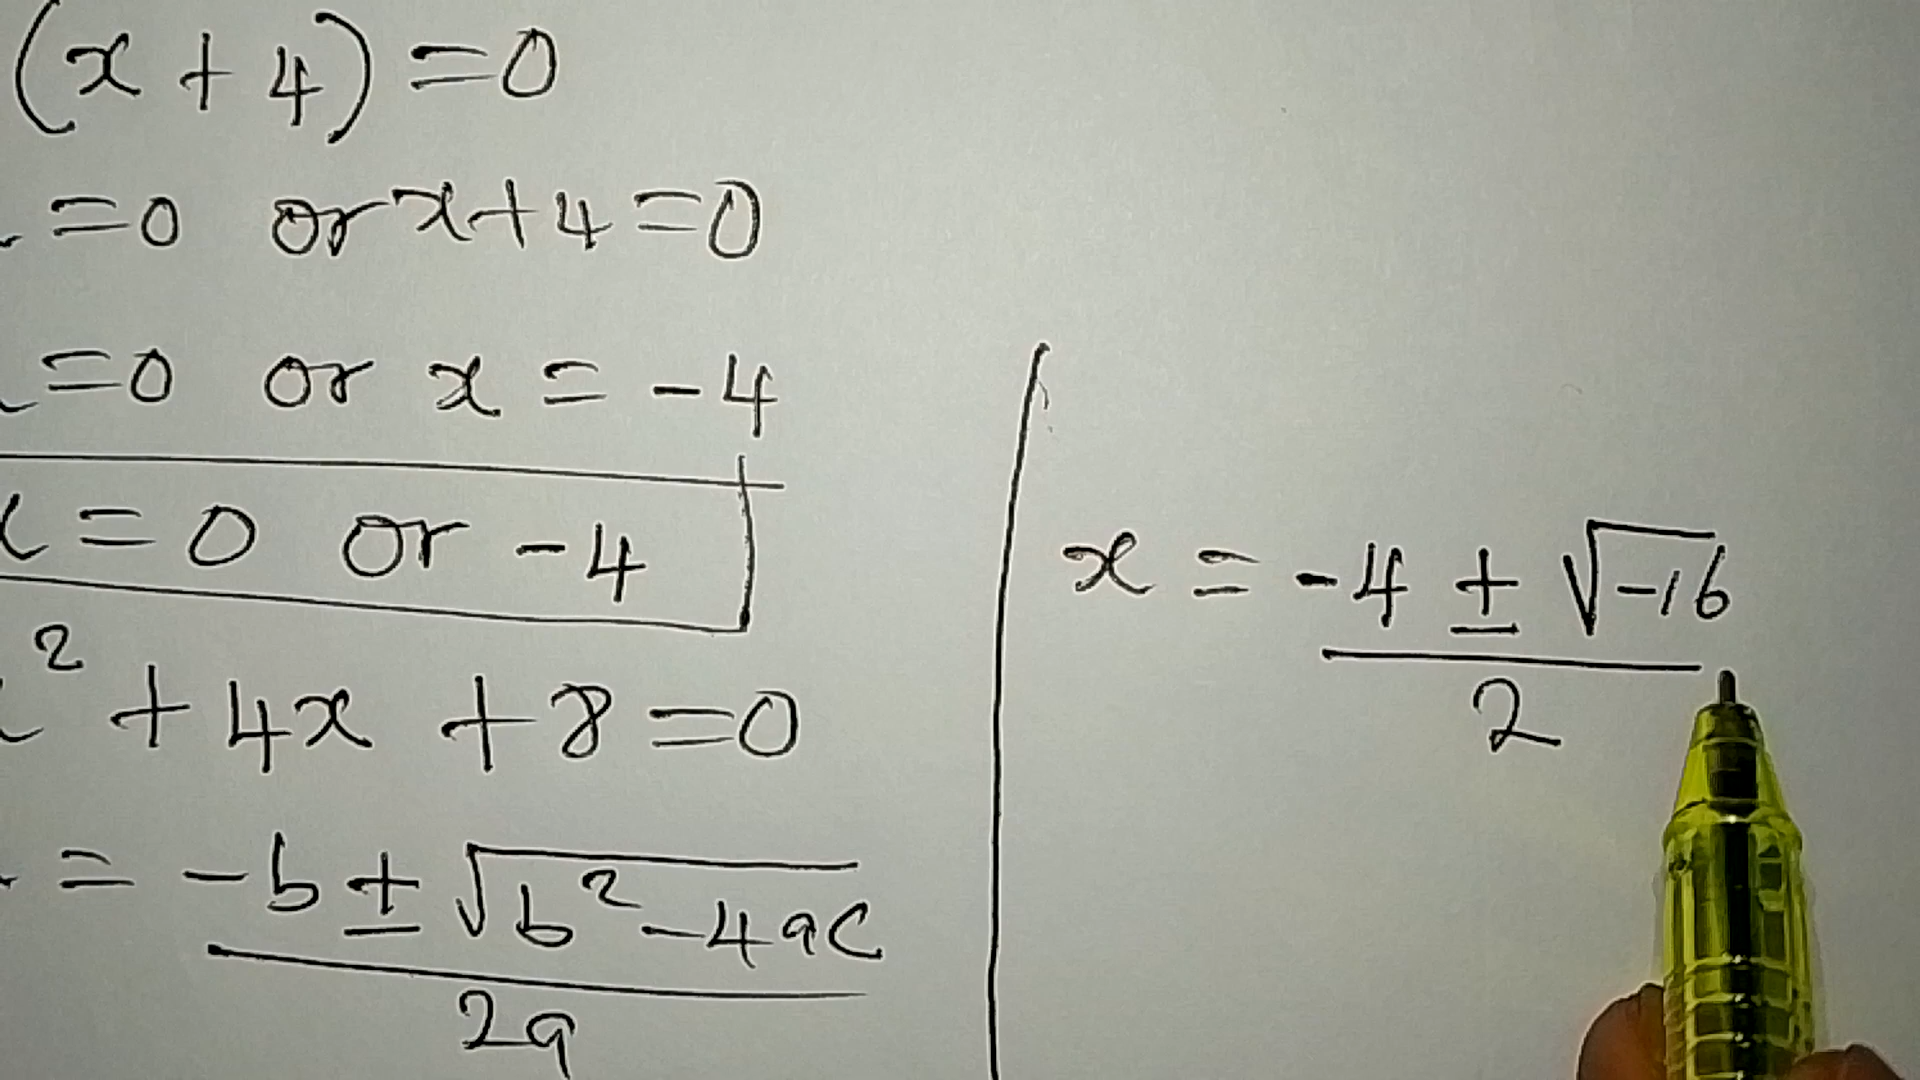 (x + 4) = 0
= 0 or x + 4 = 0
= 0 or x = -4
x = 0 or -4
x² + 4x + 8 = 0
= -b ± √b² - 4ac
2a
x = -4 ± √-16
2